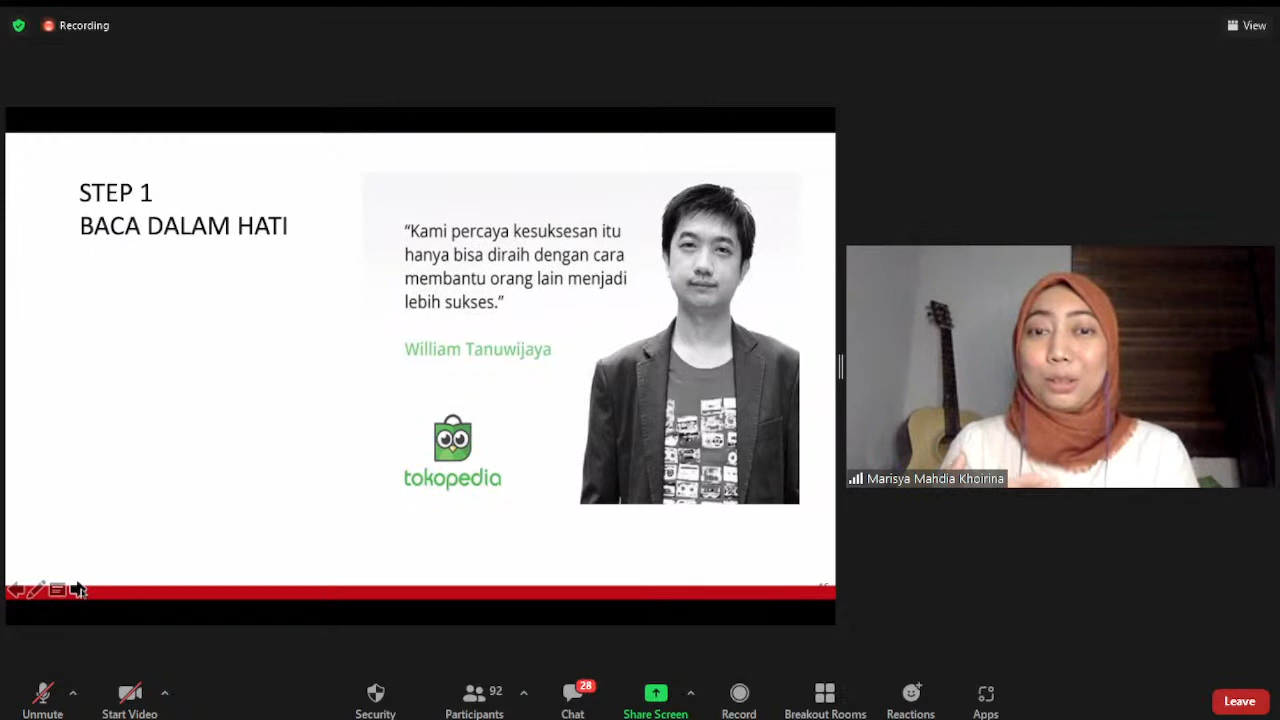 Recording
View
STEP 1
BACA DALAM HATI
“Kami percaya kesuksesan itu
hanya bisa diraih dengan cara
membantu orang lain menjadi
lebih sukses.”
William Tanuwijaya
tokopedia
Marisya Mahdia Khoirina
92
28
Unmute
Start Video
Security
Participants
Chat
Share Screen
Record
Breakout Rooms
Reactions
Apps
Leave